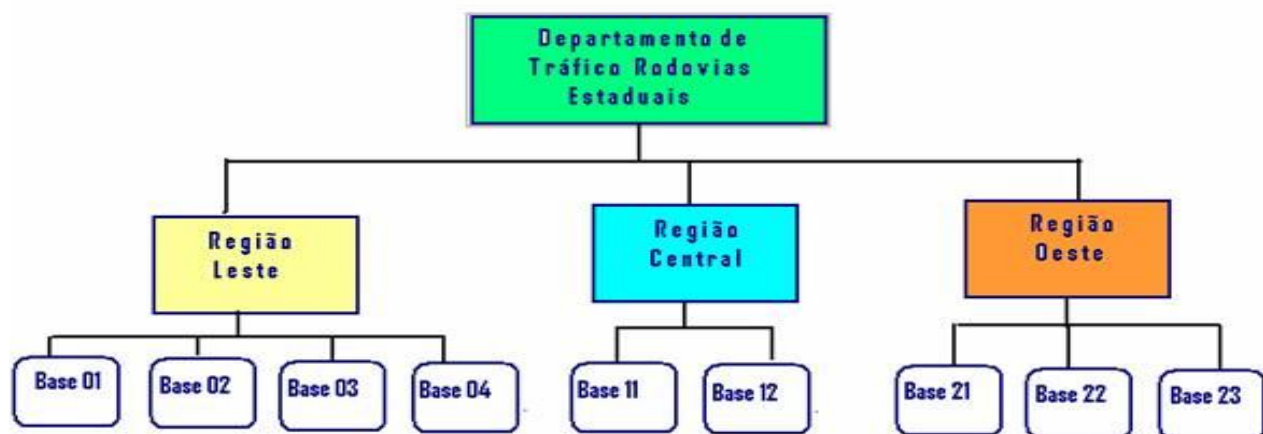 Departamento de
Tráfico Rodovias
Estaduais
Região
Leste
Região
Central
Região
Oeste
Base 01
Base 02
Base 03
Base 04
Base 11
Base 12
Base 21
Base 22
Base 23